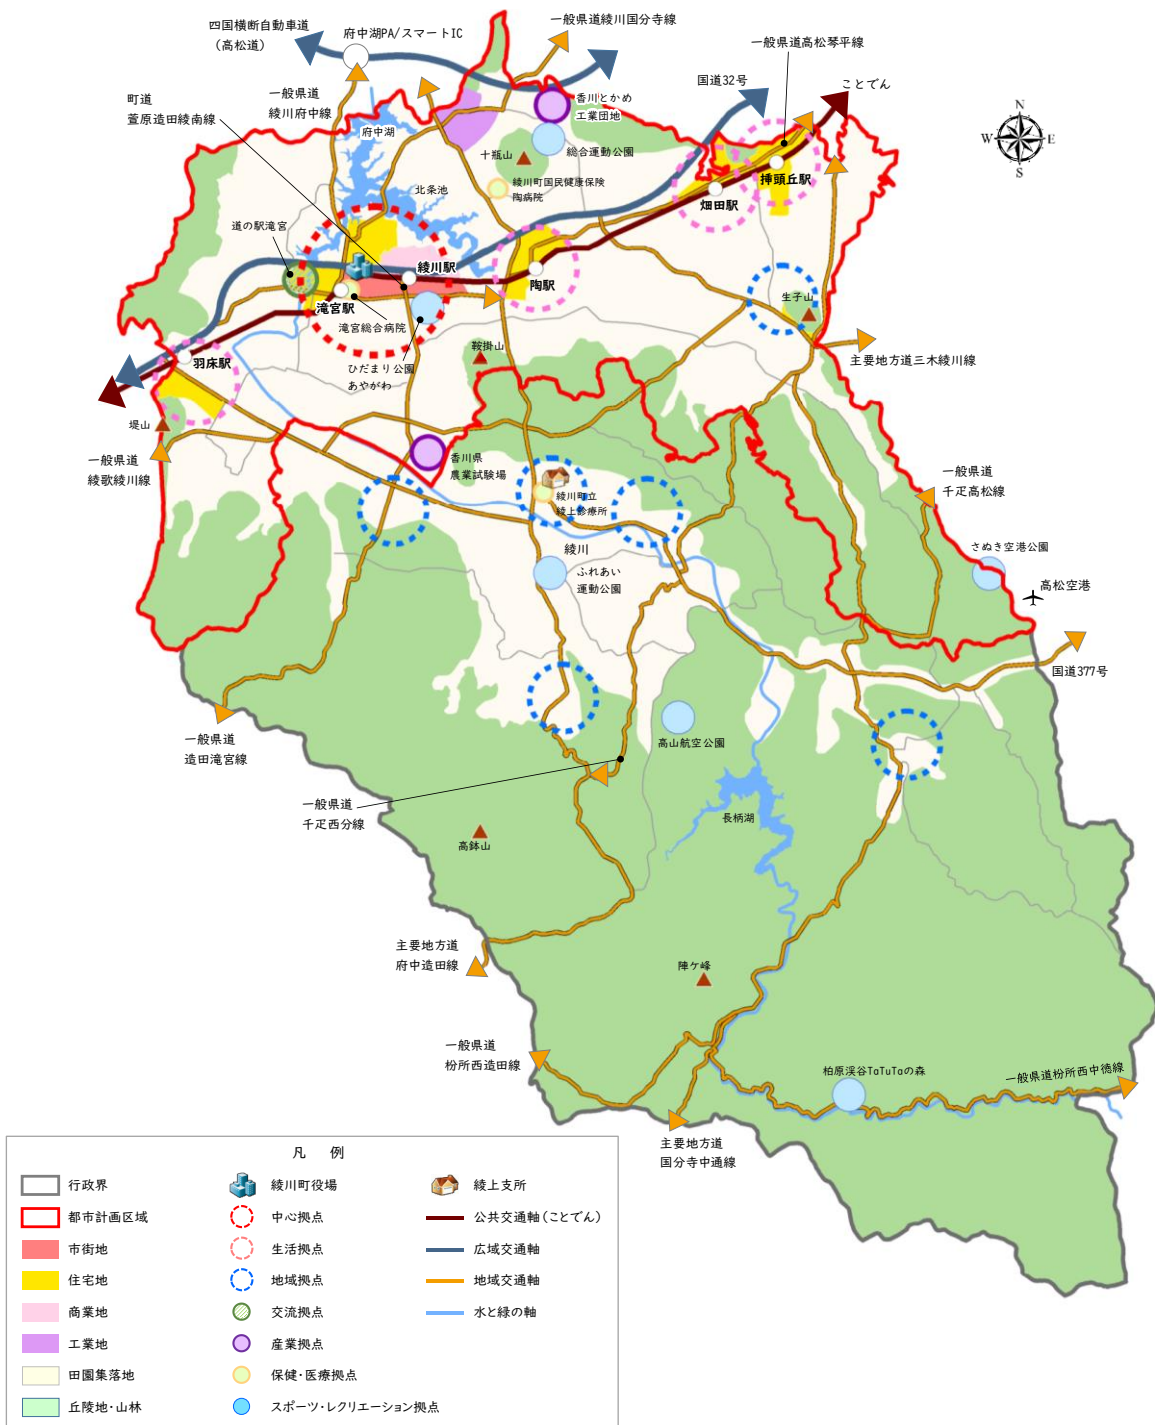 四国横断自動車道
（高松道）
府中湖PA/スマートIC
一般県道綾川国分寺線
一般県道高松琴平線
国道32号
ことでん
町道
萱原造田綾南線
一般県道
綾川府中線
府中湖
香川とかめ
工業団地
総合運動公園
十瓶山
綾川町国民健康保険
陶病院
北条池
挿頭丘駅
畑田駅
N
W
E
S
道の駅滝宮
綾川駅
陶駅
滝宮駅
滝宮総合病院
生子山
鞍掛山
ひだまり公園
あやがわ
主要地方道三木綾川線
羽床駅
堤山
一般県道
綾歌綾川線
香川県
農業試験場
綾川町立
綾上診療所
一般県道
千疋高松線
綾川
ふれあい
運動公園
さぬき空港公園
高松空港
国道377号
一般県道
造田滝宮線
高山航空公園
一般県道
千疋西分線
長柄湖
高鉢山
主要地方道
府中造田線
陣ケ峰
一般県道
枌所西造田線
柏原渓谷TaTuTaの森
一般県道枌所西中徳線
主要地方道
国分寺中通線
凡　例
行政界
綾川町役場
綾上支所
都市計画区域
中心拠点
公共交通軸（ことでん）
市街地
生活拠点
広域交通軸
住宅地
地域拠点
地域交通軸
商業地
交流拠点
水と緑の軸
工業地
産業拠点
田園集落地
保健・医療拠点
丘陵地・山林
スポーツ・レクリエーション拠点